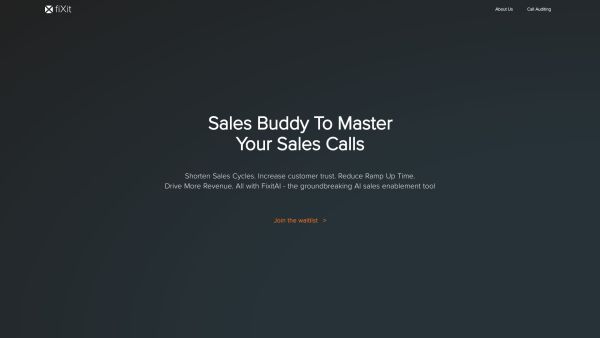 fiXit
About Us
Call Auditing
Sales Buddy To Master
Your Sales Calls
Shorten Sales Cycles. Increase customer trust. Reduce Ramp Up Time.
Drive More Revenue. All with FixitAI - the groundbreaking AI sales enablement tool
Join the waitlist >